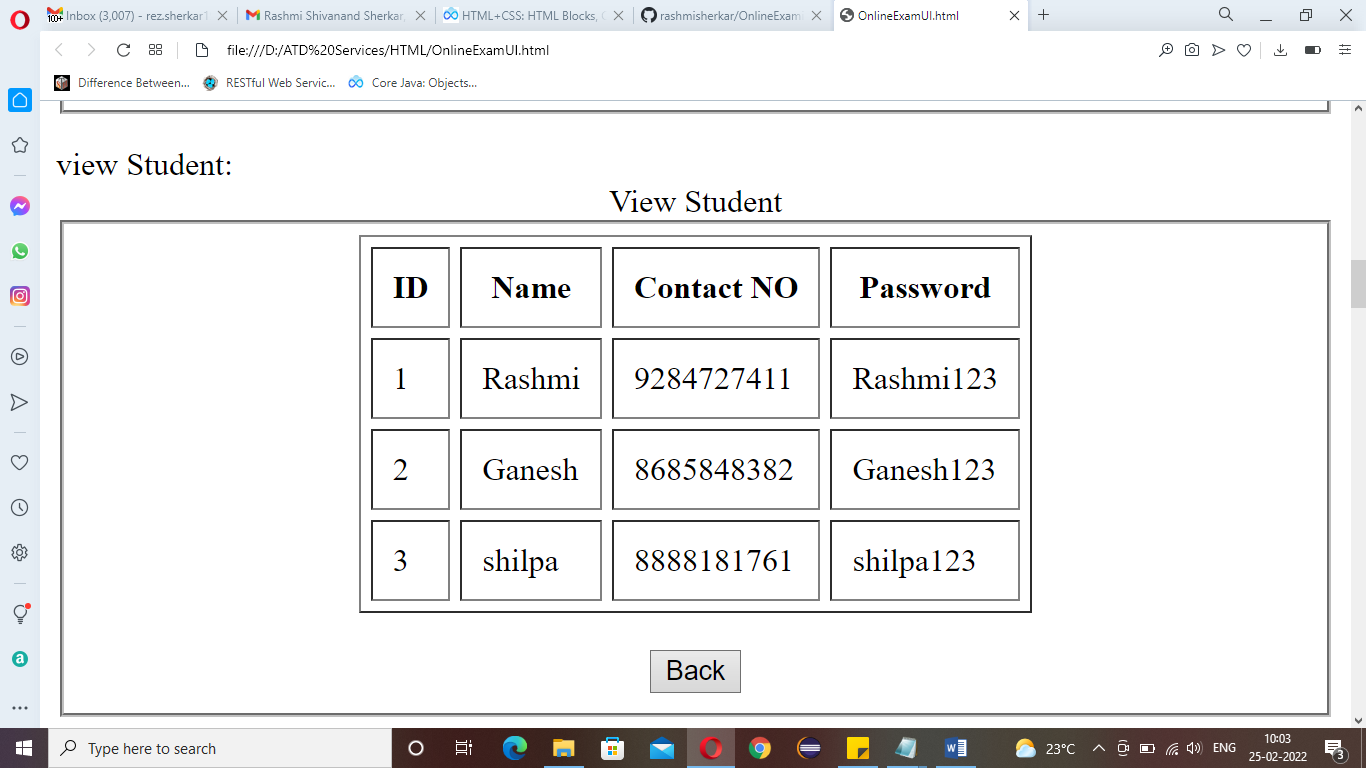 100+ Inbox (3,007) - rez.sherkar1 Rashmi Shivanand Sherkar, HTML+CSS: HTML Blocks, rashmisherkar/OnlineExam OnlineExamUI.html
file:///D:/ATD%20Services/HTML/OnlineExamUI.html
Difference Between... RESTful Web Servic... Core Java: Objects...
view Student:
View Student
ID Name Contact NO Password
1 Rashmi 9284727411 Rashmi123
2 Ganesh 8685848382 Ganesh123
3 shilpa 8888181761 shilpa123
Back
Type here to search 23°C ENG 10:03
25-02-2022 3